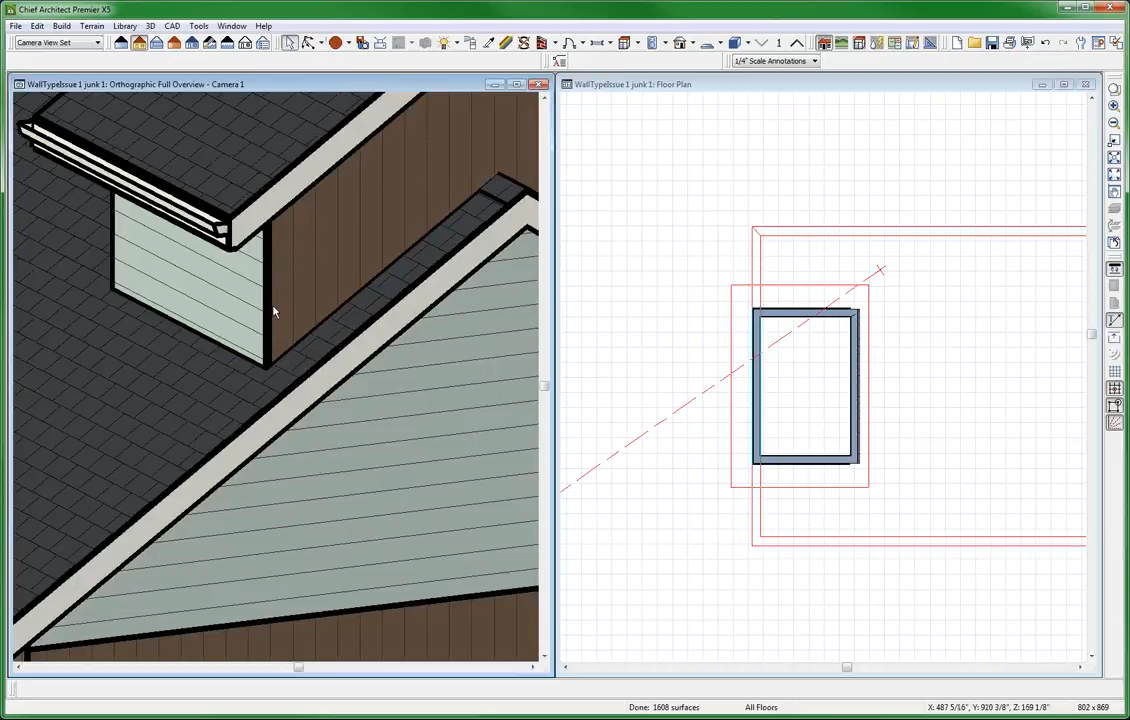 Chief Architect Premier X5
File Edit Build Terrain Library 3D CAD Tools Window Help
Camera View Set 1
1/4" Scale Annotations
WallTypeIssue 1 junk 1: Orthographic Full Overview - Camera 1
WallTypeIssue 1 junk 1: Floor Plan
Done: 1608 surfaces All Floors X: 487 5/16", Y: 920 3/8", Z: 169 1/8" 802 x 869